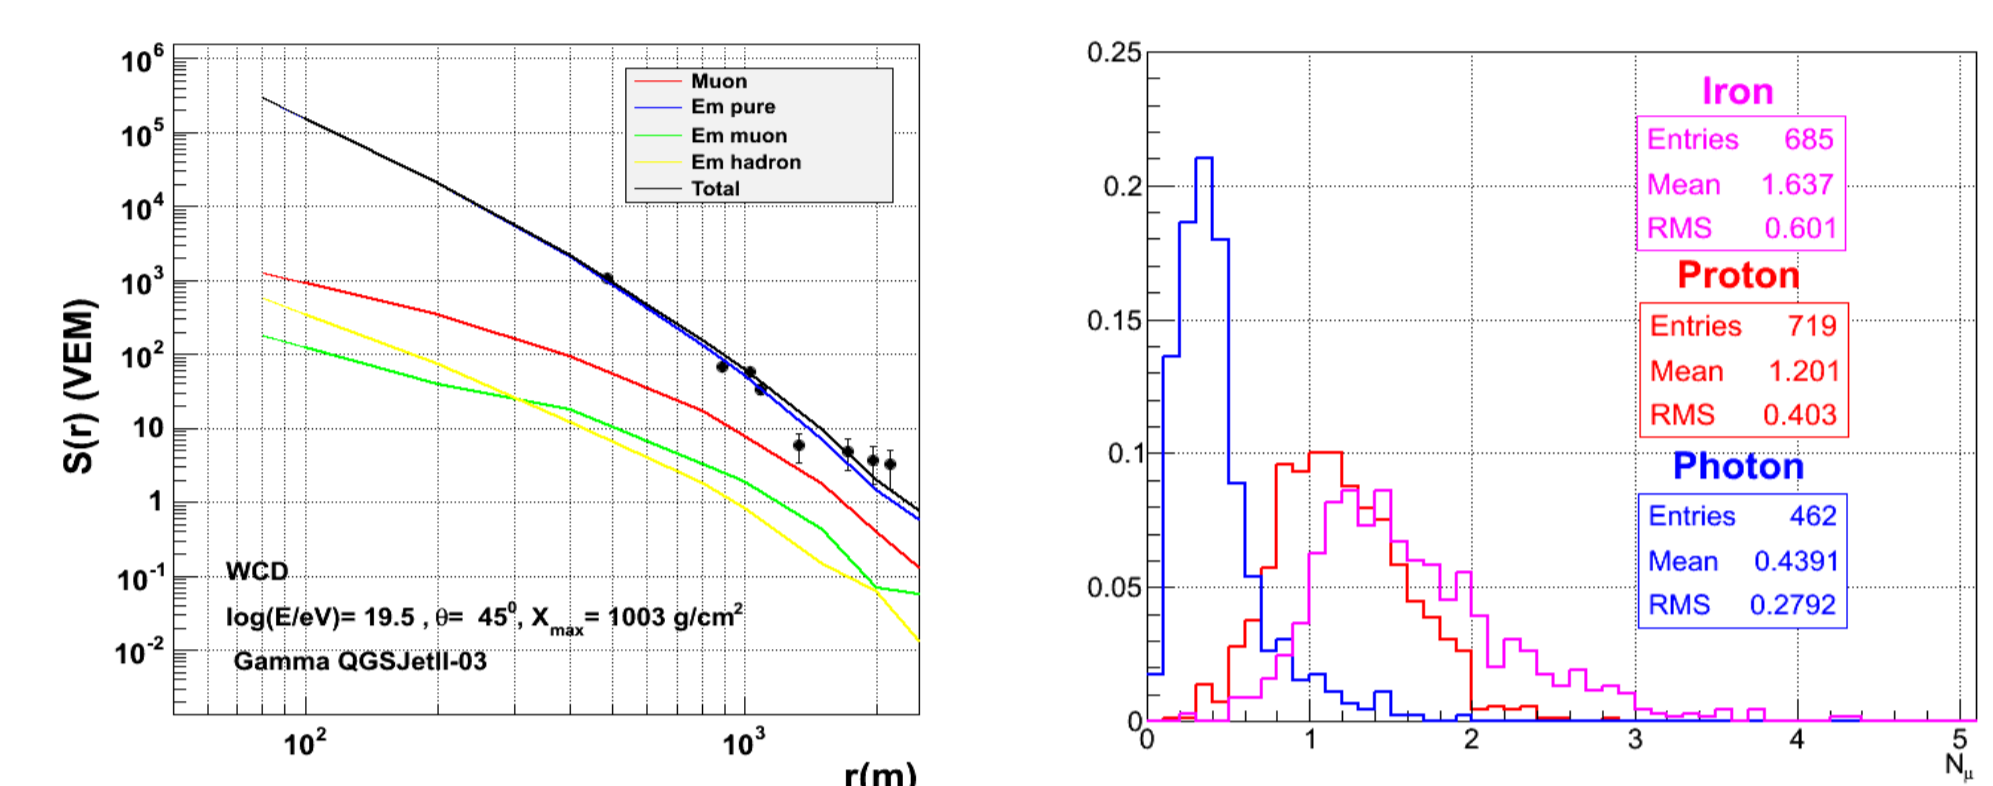 10^6
10^5
10^4
10^3
10^2
10
1
10^-1
10^-2
S(r) (VEM)
Muon
Em pure
Em muon
Em hadron
Total
WCD
log(E/eV)= 19.5 , θ= 45^0, X_max= 1003 g/cm^2
Gamma QGSJetII-03
10^2 10^3
r(m)
0.25
0.2
0.15
0.1
0.05
0
Iron
Entries 685
Mean 1.637
RMS 0.601
Proton
Entries 719
Mean 1.201
RMS 0.403
Photon
Entries 462
Mean 0.4391
RMS 0.2792
0 1 2 3 4 5
N_μ